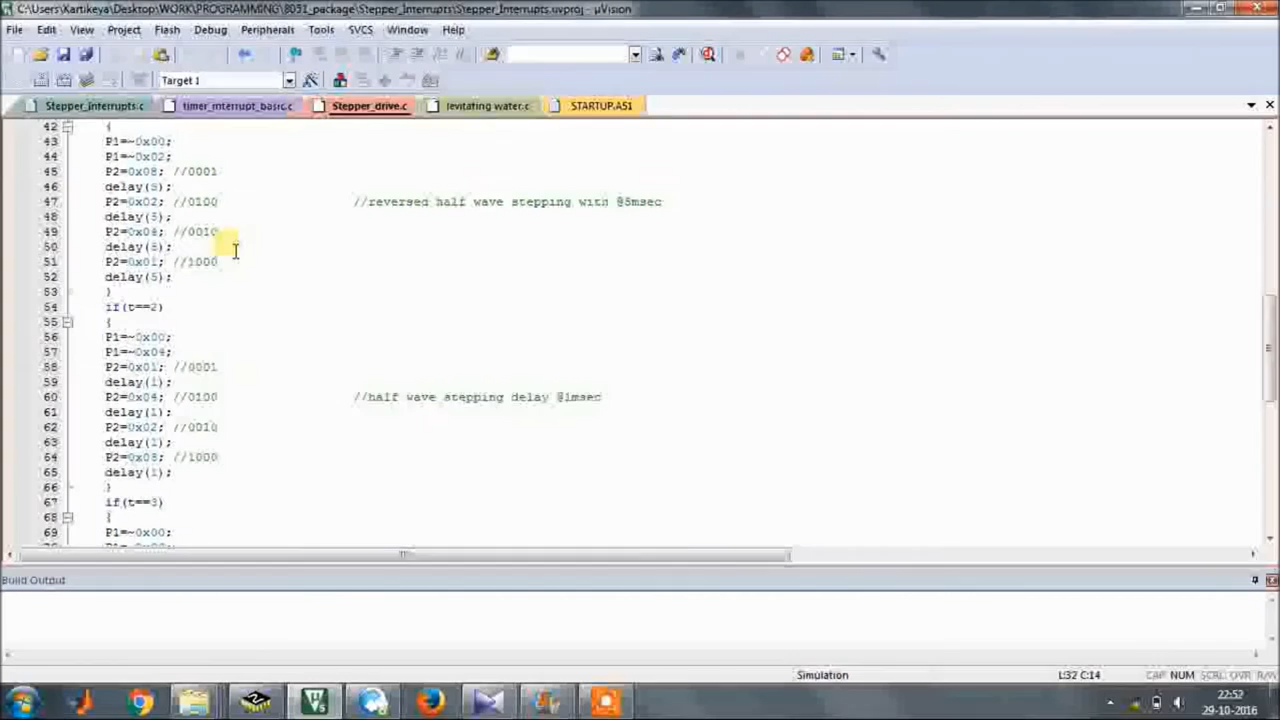 C:\Users\Kartikeya\Desktop\WORK\PROGRAMMING\8051_package\Stepper_Interrupts\Stepper_Interrupts.uvproj - µVision
File Edit View Project Flash Debug Peripherals Tools SVCS Window Help
Target 1
Stepper_Interrupts.c timer_interrupt_basic.c Stepper_drive.c levitating water.c STARTUP.A51
42 {
43 P1=~0x00;
44 P1=~0x02;
45 P2=0x08; //0001
46 delay(5);
47 P2=0x02; //0100 //reversed half wave stepping with @5msec
48 delay(5);
49 P2=0x04; //0010
50 delay(5);
51 P2=0x01; //1000
52 delay(5);
53 }
54 if(t==2)
55 {
56 P1=~0x00;
57 P1=~0x04;
58 P2=0x01; //0001
59 delay(1);
60 P2=0x04; //0100 //half wave stepping delay @1msec
61 delay(1);
62 P2=0x02; //0010
63 delay(1);
64 P2=0x08; //1000
65 delay(1);
66 }
67 if(t==3)
68 {
69 P1=~0x00;
Build Output
Simulation L:32 C:14 CAP NUM SCRL OVR R/W
22:52
29-10-2016